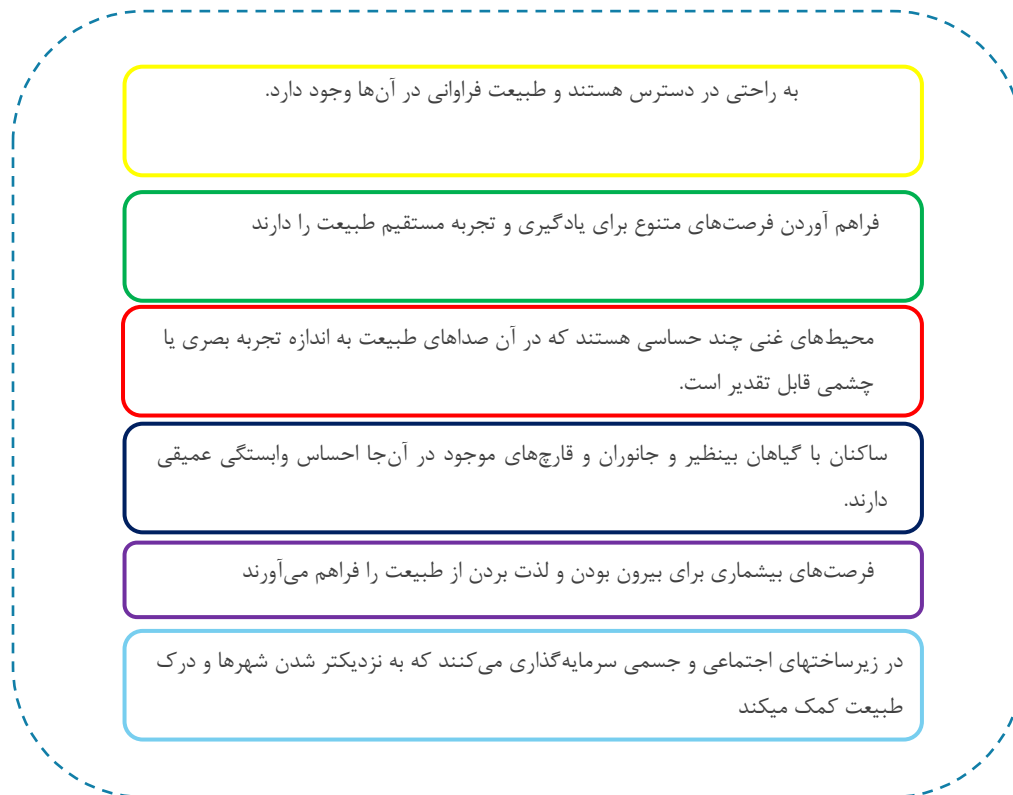 به راحتی در دسترس هستند و طبیعت فراوانی در آن‌ها وجود دارد.
فراهم آوردن فرصت‌های متنوع برای یادگیری و تجربه مستقیم طبیعت را دارند
محیط‌های غنی چند حساسی هستند که در آن صداهای طبیعت به اندازه تجربه بصری یا
چشمی قابل تقدیر است.
ساکنان با گیاهان بینظیر و جانوران و قارچ‌های موجود در آن‌جا احساس وابستگی عمیقی
دارند.
فرصت‌های بیشماری برای بیرون بودن و لذت بردن از طبیعت را فراهم می‌آورند
در زیرساختهای اجتماعی و جسمی سرمایه‌گذاری می‌کنند که به نزدیکتر شدن شهرها و درک
طبیعت کمک میکند